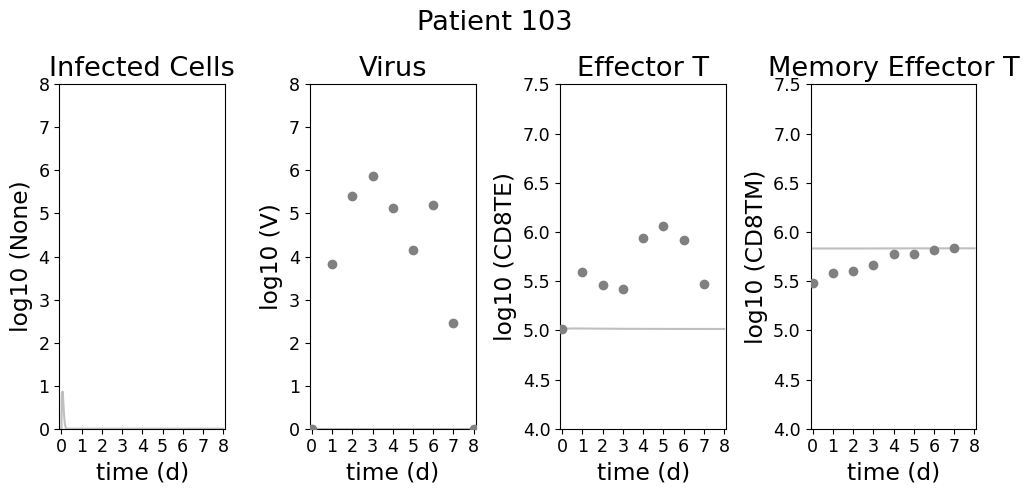 Patient 103
Infected Cells
Virus
Effector T
Memory Effector T
log10 (None)
8
7
6
5
4
3
2
1
0
0 1 2 3 4 5 6 7 8
time (d)
log10 (V)
8
7
6
5
4
3
2
1
0
0 1 2 3 4 5 6 7 8
time (d)
log10 (CD8TE)
7.5
7.0
6.5
6.0
5.5
5.0
4.5
4.0
0 1 2 3 4 5 6 7 8
time (d)
log10 (CD8TM)
7.5
7.0
6.5
6.0
5.5
5.0
4.5
4.0
0 1 2 3 4 5 6 7 8
time (d)